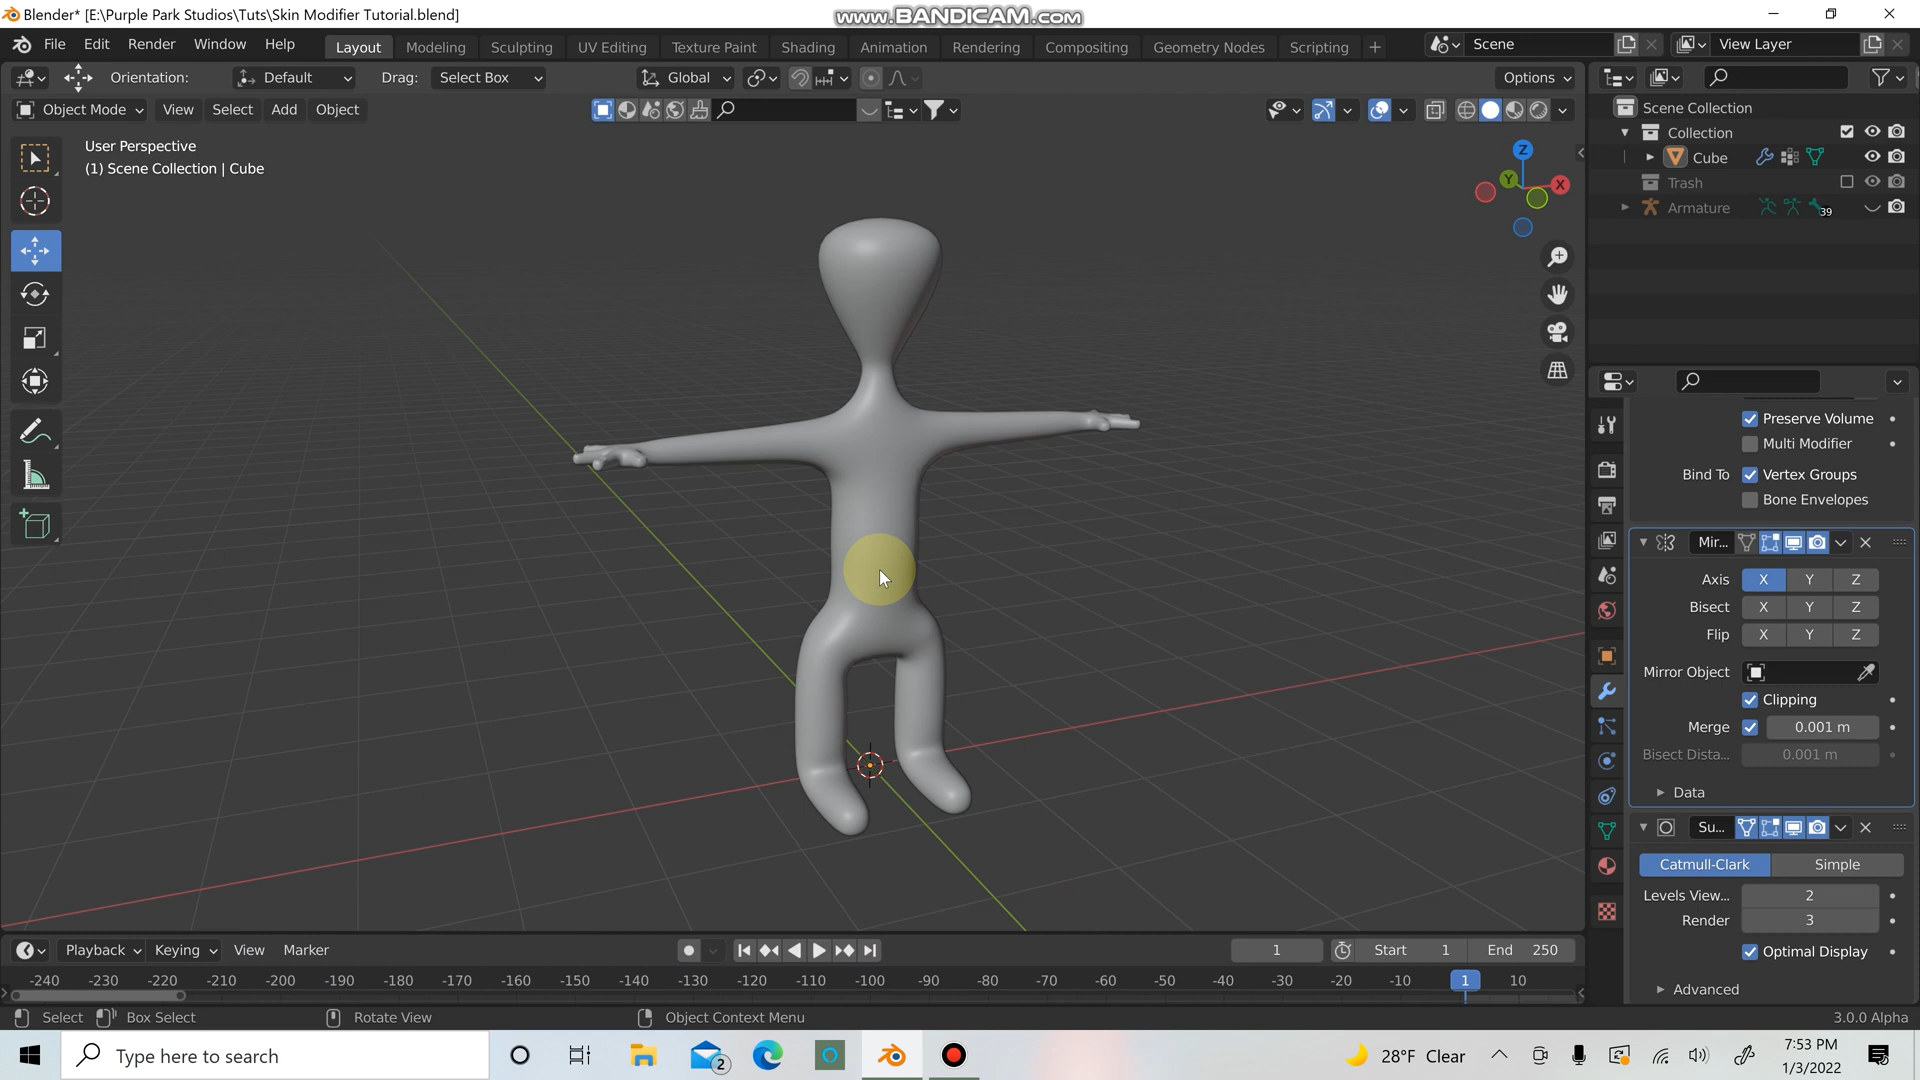 Blender* [E:\Purple Park Studios\Tuts\Skin Modifier Tutorial.blend]
www.BANDICAM.com
File Edit Render Window Help Layout Modeling Sculpting UV Editing Texture Paint Shading Animation Rendering Compositing Geometry Nodes Scripting + Scene View Layer
Orientation: Default Drag: Select Box Global Options
Object Mode View Select Add Object
User Perspective
(1) Scene Collection | Cube
Z
Y
X
Scene Collection
Collection
Cube
Trash
Armature 39
Preserve Volume
Multi Modifier
Bind To Vertex Groups
Bone Envelopes
Mir...
Axis X Y Z
Bisect X Y Z
Flip X Y Z
Mirror Object
Clipping
Merge 0.001 m
Bisect Dista... 0.001 m
Data
Su...
Catmull-Clark Simple
Levels View... 2
Render 3
Optimal Display
Advanced
Playback Keying View Marker 1 Start 1 End 250
-240 -230 -220 -210 -200 -190 -180 -170 -160 -150 -140 -130 -120 -110 -100 -90 -80 -70 -60 -50 -40 -30 -20 -10 1 10
Select Box Select Rotate View Object Context Menu 3.0.0 Alpha
Type here to search 2 28°F Clear 7:53 PM
1/3/2022